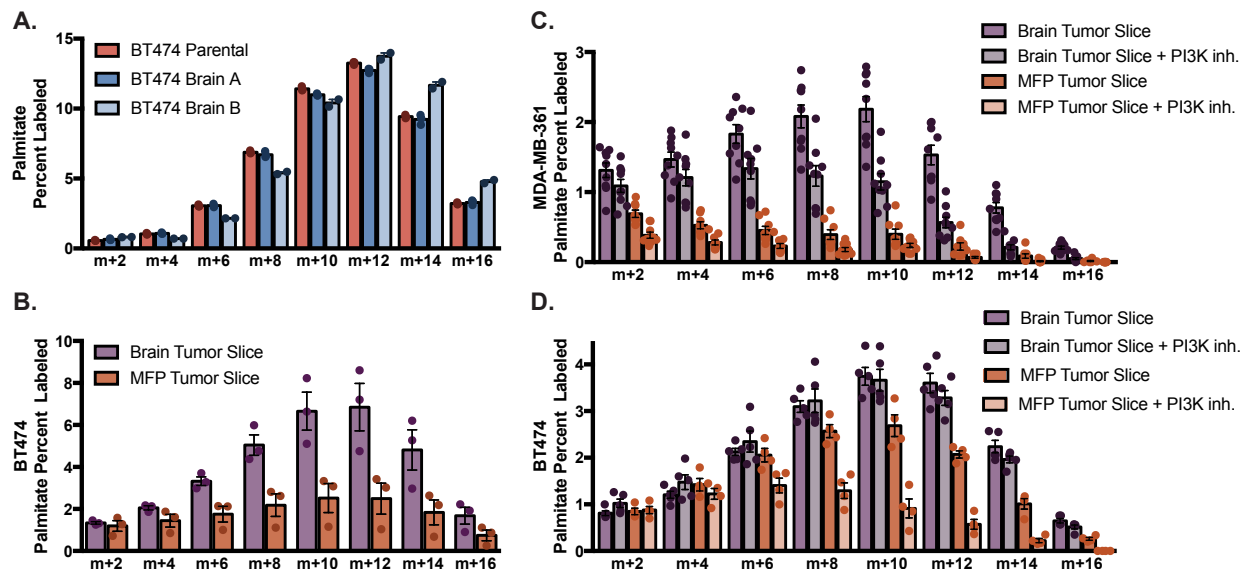 A.
BT474 Parental
BT474 Brain A
BT474 Brain B
Palmitate
Percent Labeled
15
10
5
0
m+2 m+4 m+6 m+8 m+10 m+12 m+14 m+16
B.
Brain Tumor Slice
MFP Tumor Slice
BT474
Palmitate Percent Labeled
10
8
6
4
2
0
m+2 m+4 m+6 m+8 m+10 m+12 m+14 m+16
C.
Brain Tumor Slice
Brain Tumor Slice + PI3K inh.
MFP Tumor Slice
MFP Tumor Slice + PI3K inh.
MDA-MB-361
Palmitate Percent Labeled
3
2
1
0
m+2 m+4 m+6 m+8 m+10 m+12 m+14 m+16
D.
Brain Tumor Slice
Brain Tumor Slice + PI3K inh.
MFP Tumor Slice
MFP Tumor Slice + PI3K inh.
BT474
Palmitate Percent Labeled
4
3
2
1
0
m+2 m+4 m+6 m+8 m+10 m+12 m+14 m+16